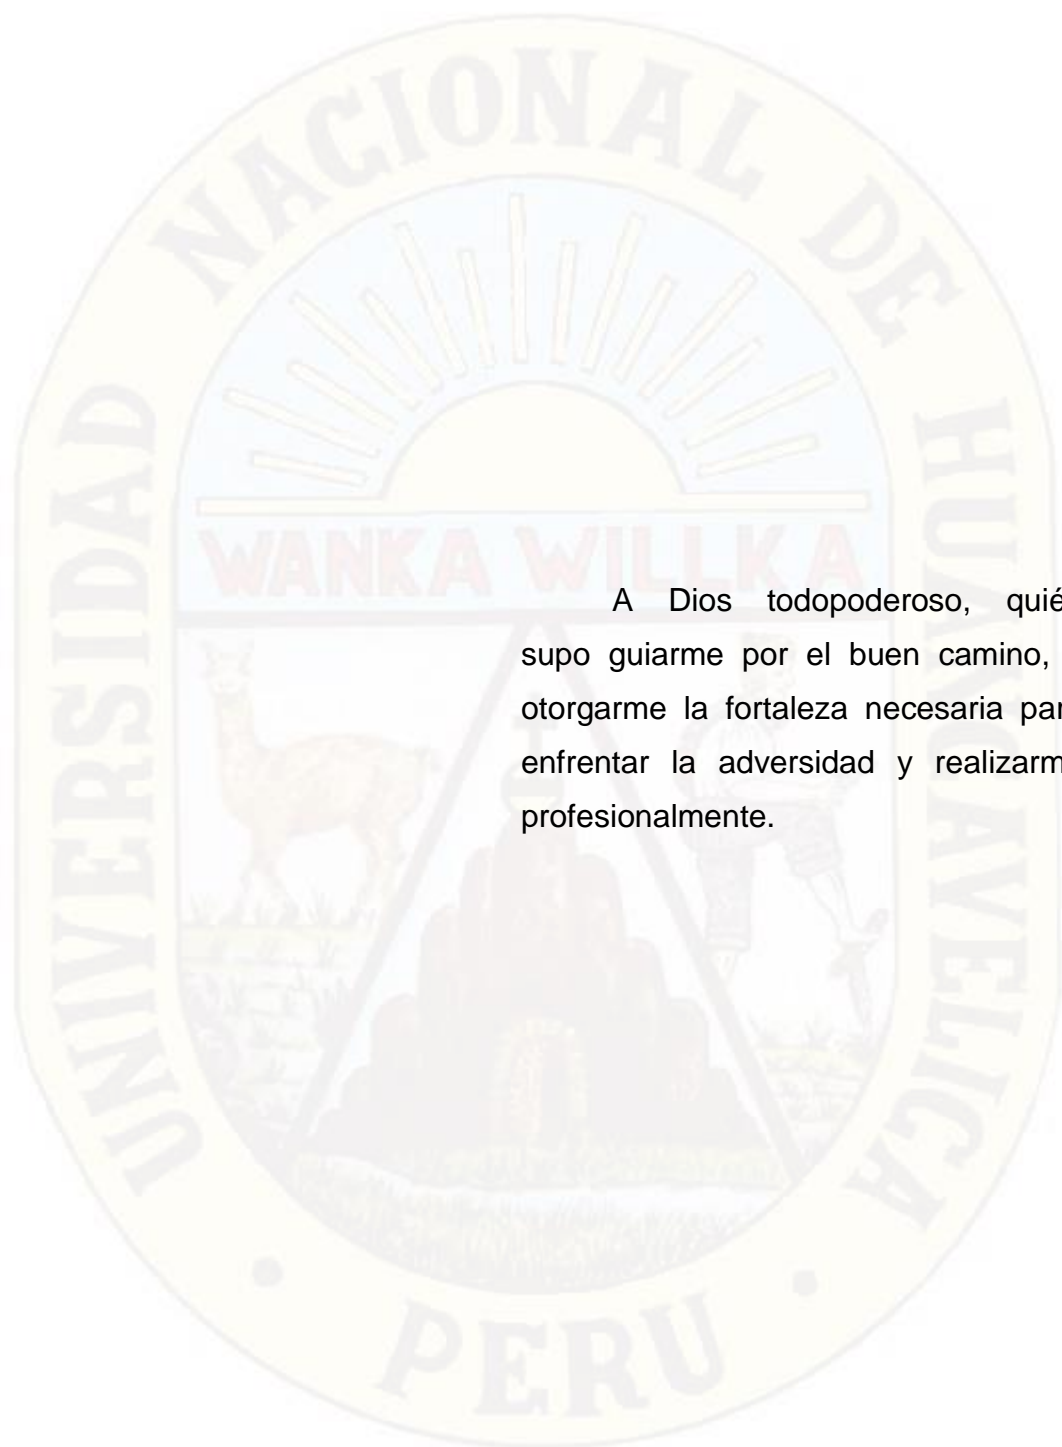 UNIVERSIDAD NACIONAL DE HUANCAVELICA
WANKA WILLKA
A Dios todopoderoso, quié
supo guiarme por el buen camino,
otorgarme la fortaleza necesaria par
enfrentar la adversidad y realizarm
profesionalmente.
• PERU •